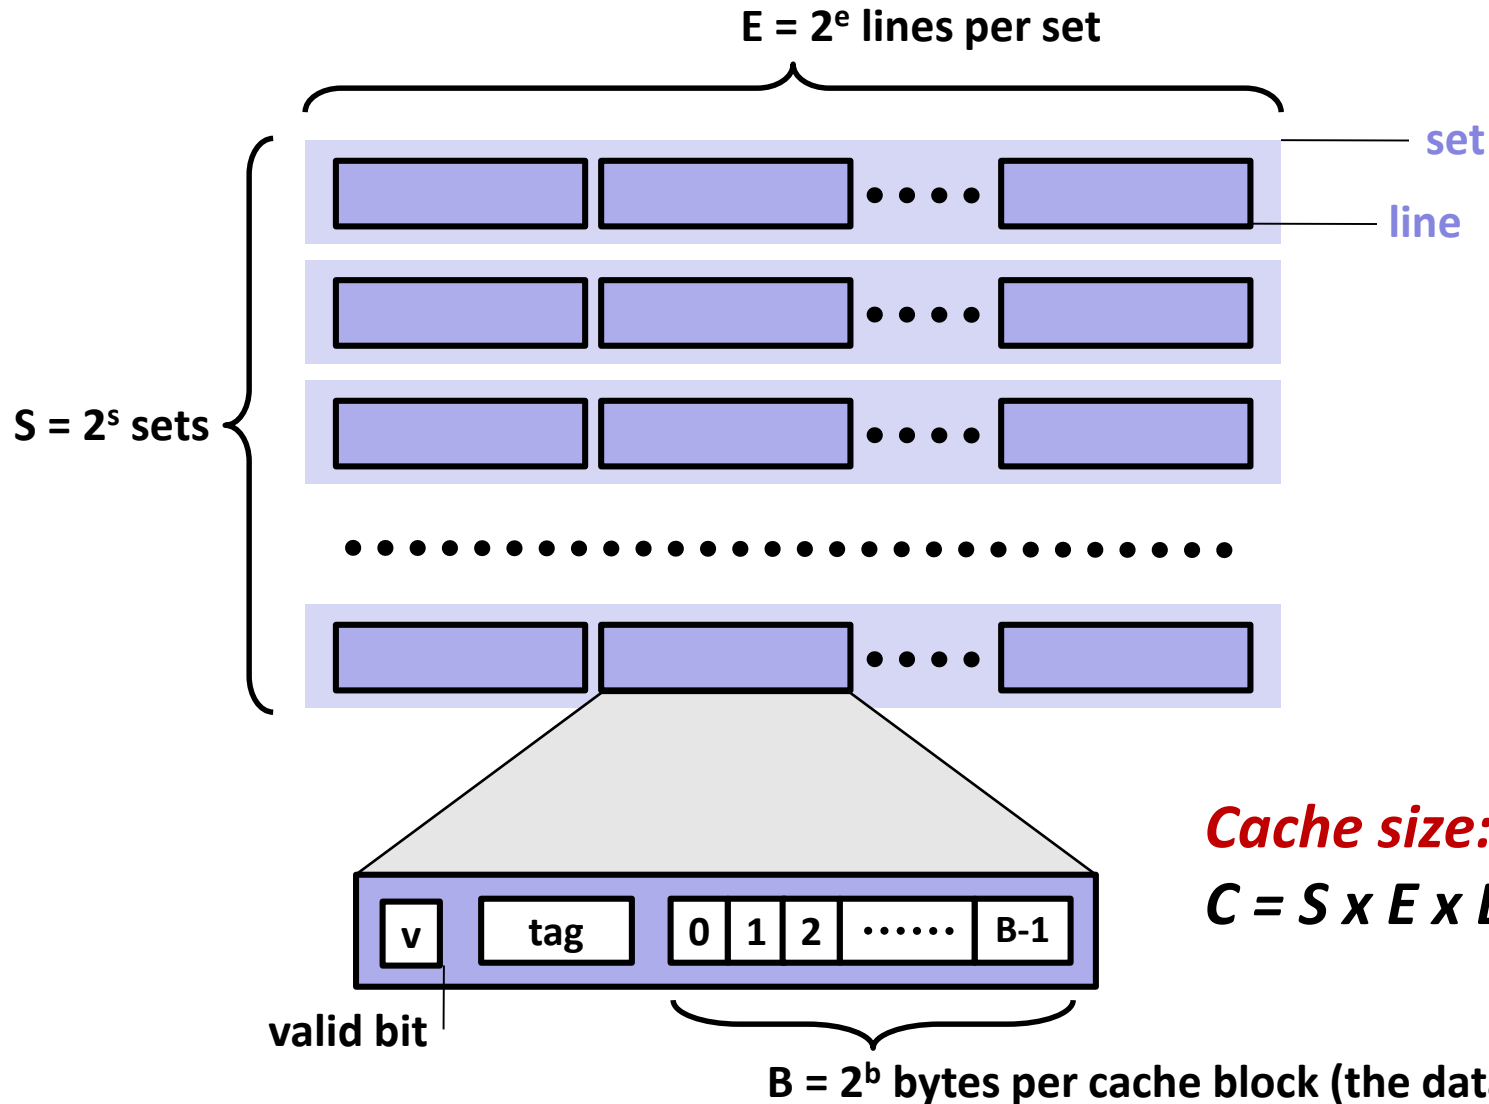 E = 2ᵉ lines per set
set
line
S = 2ˢ sets
Cache size:
C = S x E x
v
tag
0 1 2 ······ B-1
valid bit
B = 2ᵇ bytes per cache block (the data